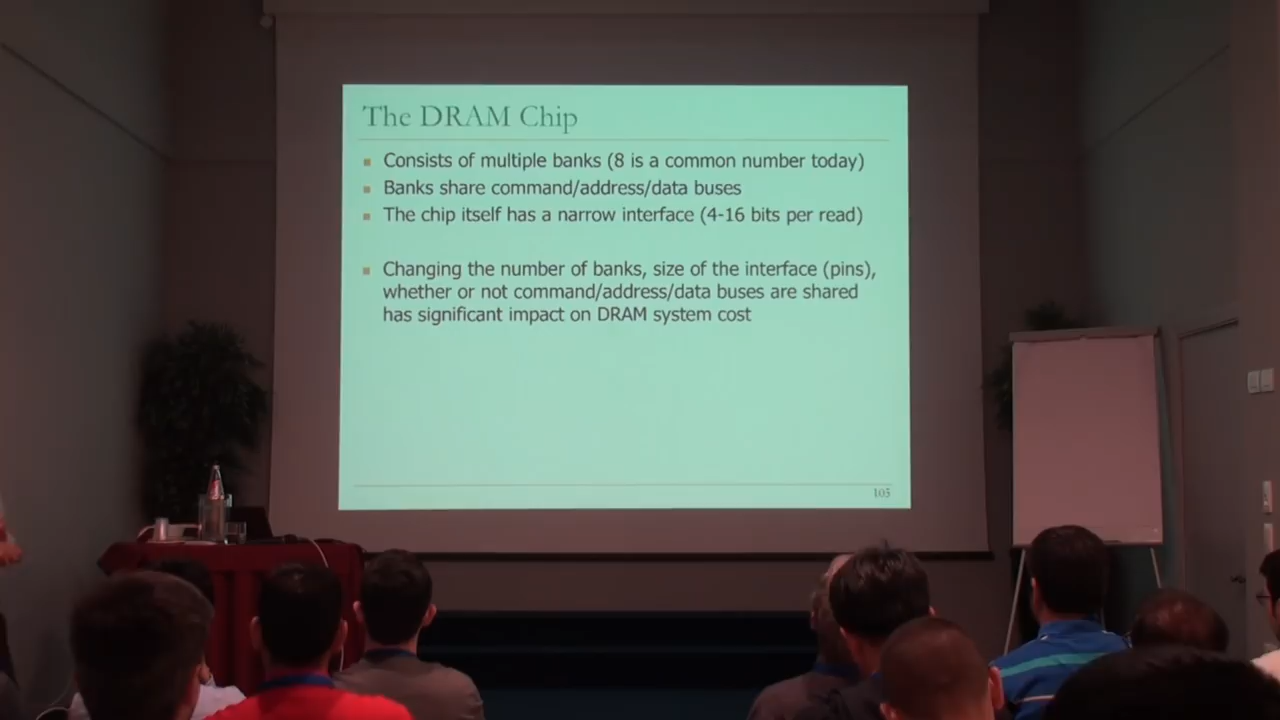 The DRAM Chip
Consists of multiple banks (8 is a common number today)
Banks share command/address/data buses
The chip itself has a narrow interface (4-16 bits per read)
Changing the number of banks, size of the interface (pins),
whether or not command/address/data buses are shared
has significant impact on DRAM system cost
103